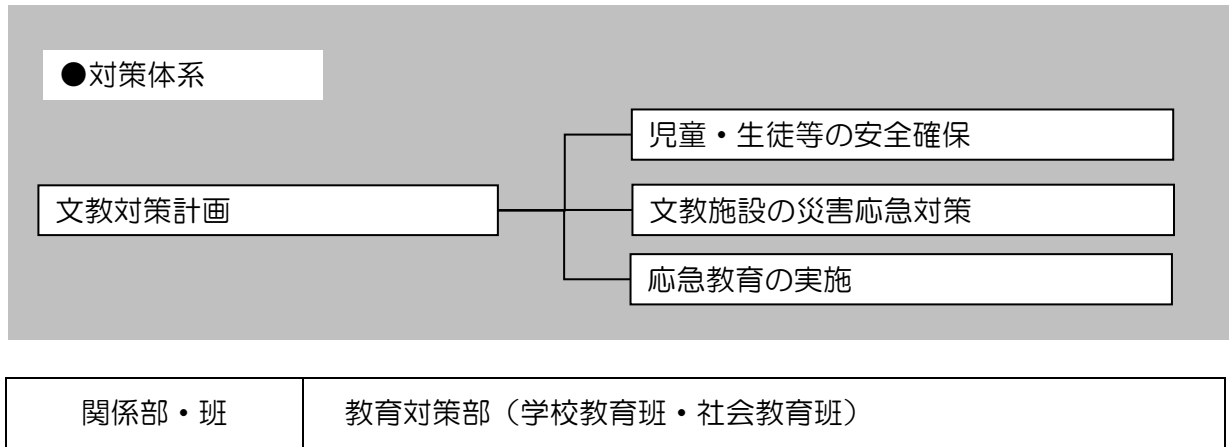 ●対策体系
文教対策計画
児童・生徒等の安全確保
文教施設の災害応急対策
応急教育の実施
関係部・班
教育対策部（学校教育班・社会教育班）